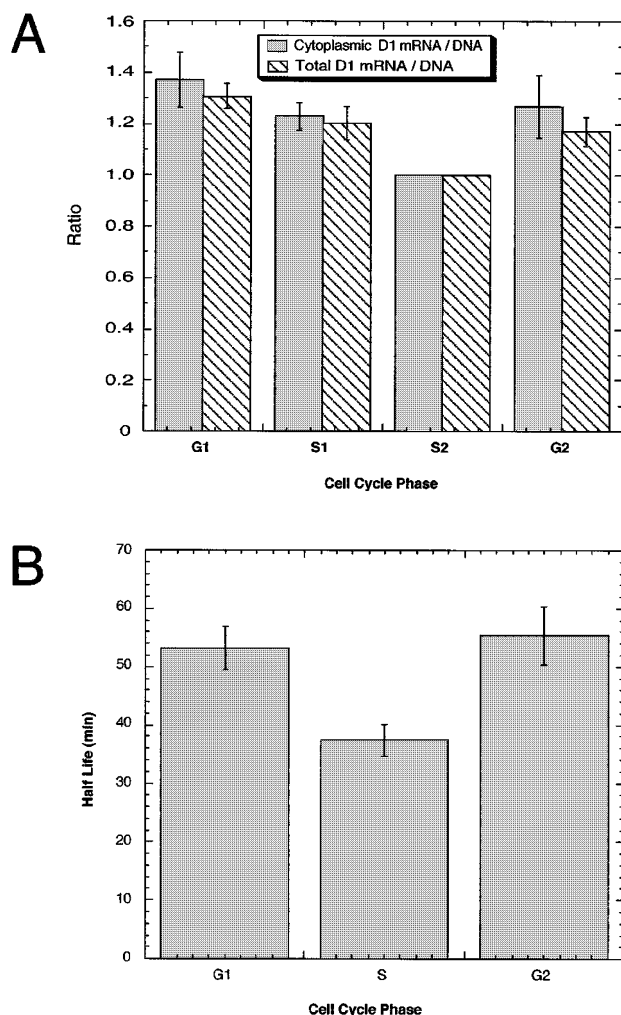 A
1.6
1.4
1.2
1.0
0.8
0.6
0.4
0.2
0
Ratio
Cytoplasmic D1 mRNA / DNA
Total D1 mRNA / DNA
G1 S1 S2 G2
Cell Cycle Phase
B
70
60
50
40
30
20
10
0
Half Life (min)
G1 S G2
Cell Cycle Phase